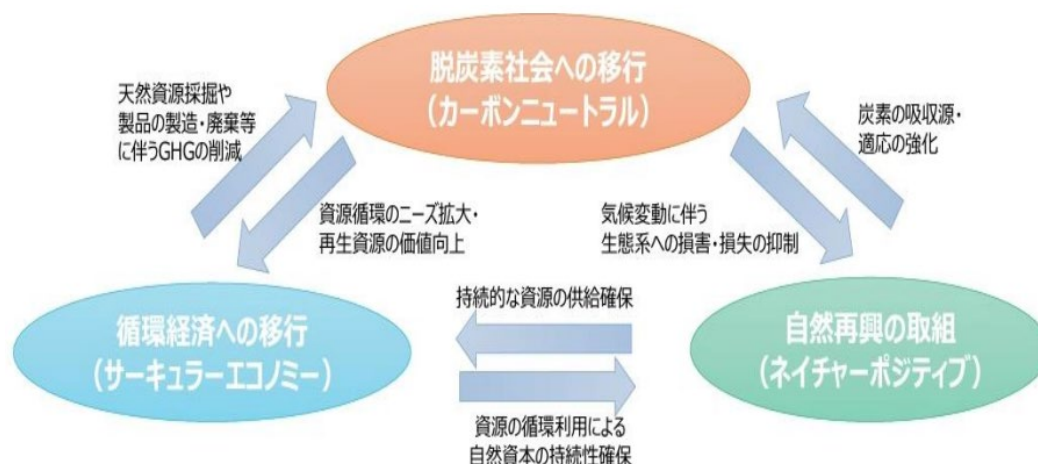 脱炭素社会への移行
（カーボンニュートラル）
天然資源採掘や
製品の製造・廃棄等
に伴うGHGの削減
炭素の吸収源・
適応の強化
資源循環のニーズ拡大・
再生資源の価値向上
気候変動に伴う
生態系への損害・損失の抑制
持続的な資源の供給確保
循環経済への移行
（サーキュラーエコノミー）
自然再興の取組
（ネイチャーポジティブ）
資源の循環利用による
自然資本の持続性確保